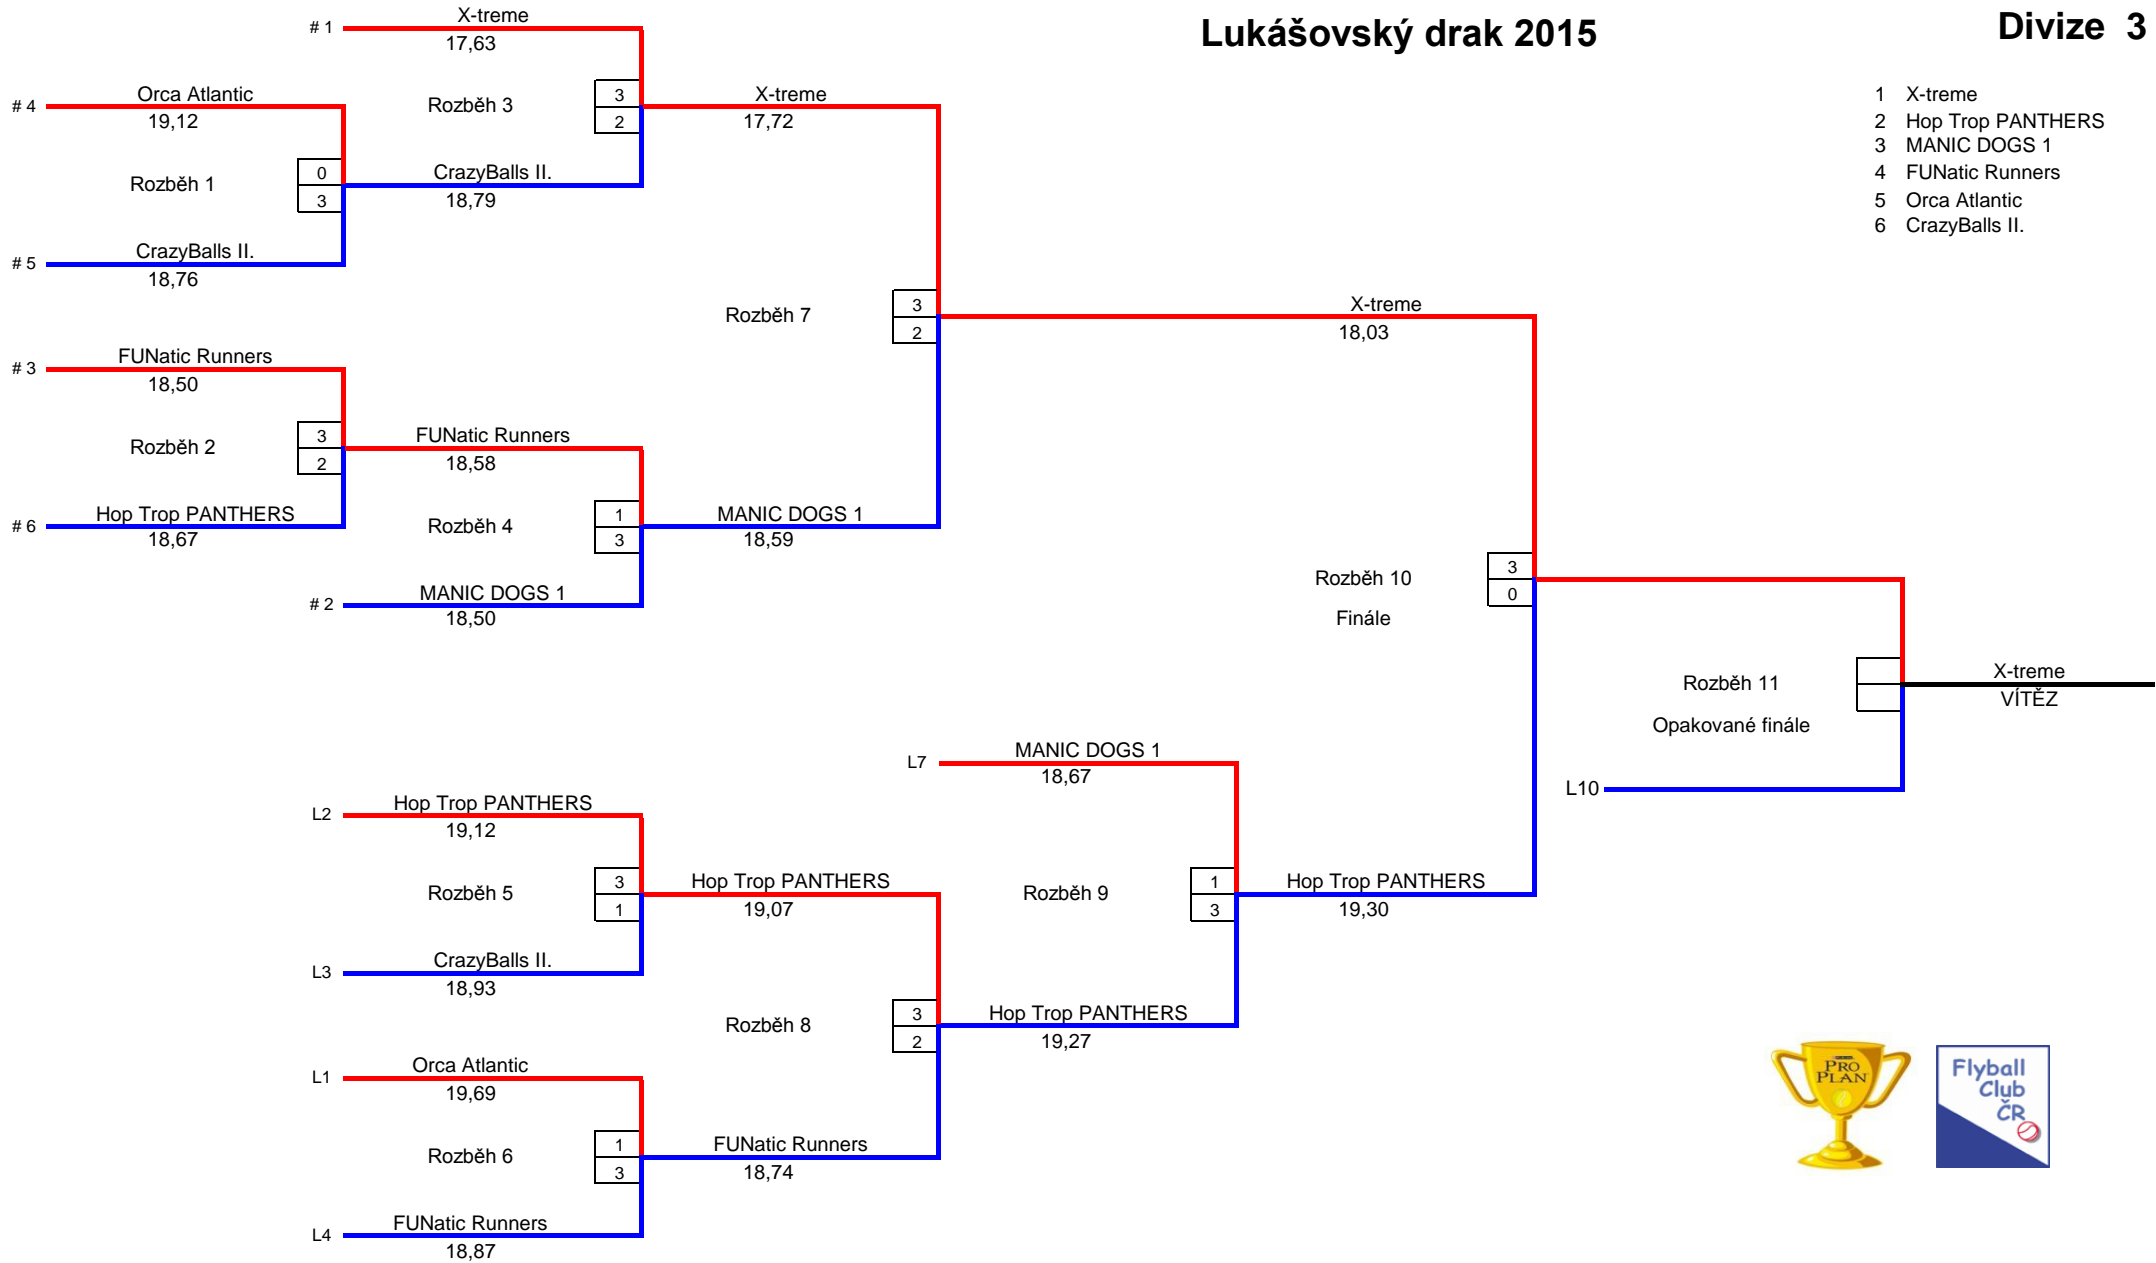 Lukášovský drak 2015
Divize 3
1 X-treme
2 Hop Trop PANTHERS
3 MANIC DOGS 1
4 FUNatic Runners
5 Orca Atlantic
6 CrazyBalls II.
# 1
X-treme
17,63
# 4
Orca Atlantic
19,12
Rozběh 3
3
2
X-treme
17,72
Rozběh 1
0
3
CrazyBalls II.
18,79
# 5
CrazyBalls II.
18,76
Rozběh 7
3
2
X-treme
18,03
# 3
FUNatic Runners
18,50
Rozběh 2
3
2
FUNatic Runners
18,58
# 6
Hop Trop PANTHERS
18,67
Rozběh 4
1
3
MANIC DOGS 1
18,59
# 2
MANIC DOGS 1
18,50
Rozběh 10
Finále
3
0
Rozběh 11
Opakované finále
X-treme
VÍTĚZ
L10
L7
MANIC DOGS 1
18,67
L2
Hop Trop PANTHERS
19,12
Rozběh 5
3
1
Hop Trop PANTHERS
19,07
Rozběh 9
1
3
Hop Trop PANTHERS
19,30
L3
CrazyBalls II.
18,93
Rozběh 8
3
2
Hop Trop PANTHERS
19,27
L1
Orca Atlantic
19,69
Rozběh 6
1
3
FUNatic Runners
18,74
L4
FUNatic Runners
18,87
PRO
PLAN
Flyball
Club
ČR